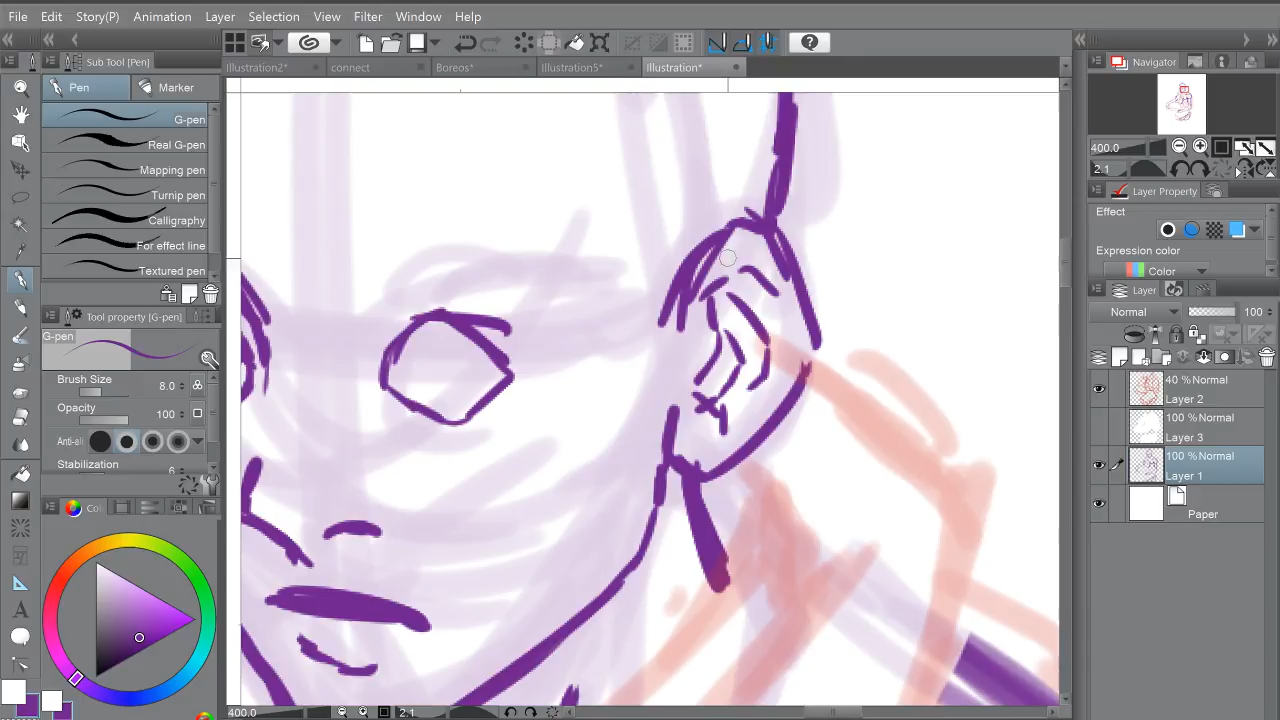 File Edit Story(P) Animation Layer Selection View Filter Window Help
Sub Tool [Pen]
Pen Marker
G-pen
Real G-pen
Mapping pen
Turnip pen
Calligraphy
For effect line
Textured pen
Tool property [G-pen]
G-pen
Brush Size 8.0
Opacity 100
Anti-ali
Stabilization 6
Co
Illustration2* connect Boreos* Illustration5* Illustration*
400.0 2.1
Navigator
400.0
2.1
Layer Property
Effect
Expression color
Color
Layer
Normal 100
40 %Normal
Layer 2
100 %Normal
Layer 3
100 %Normal
Layer 1
Paper